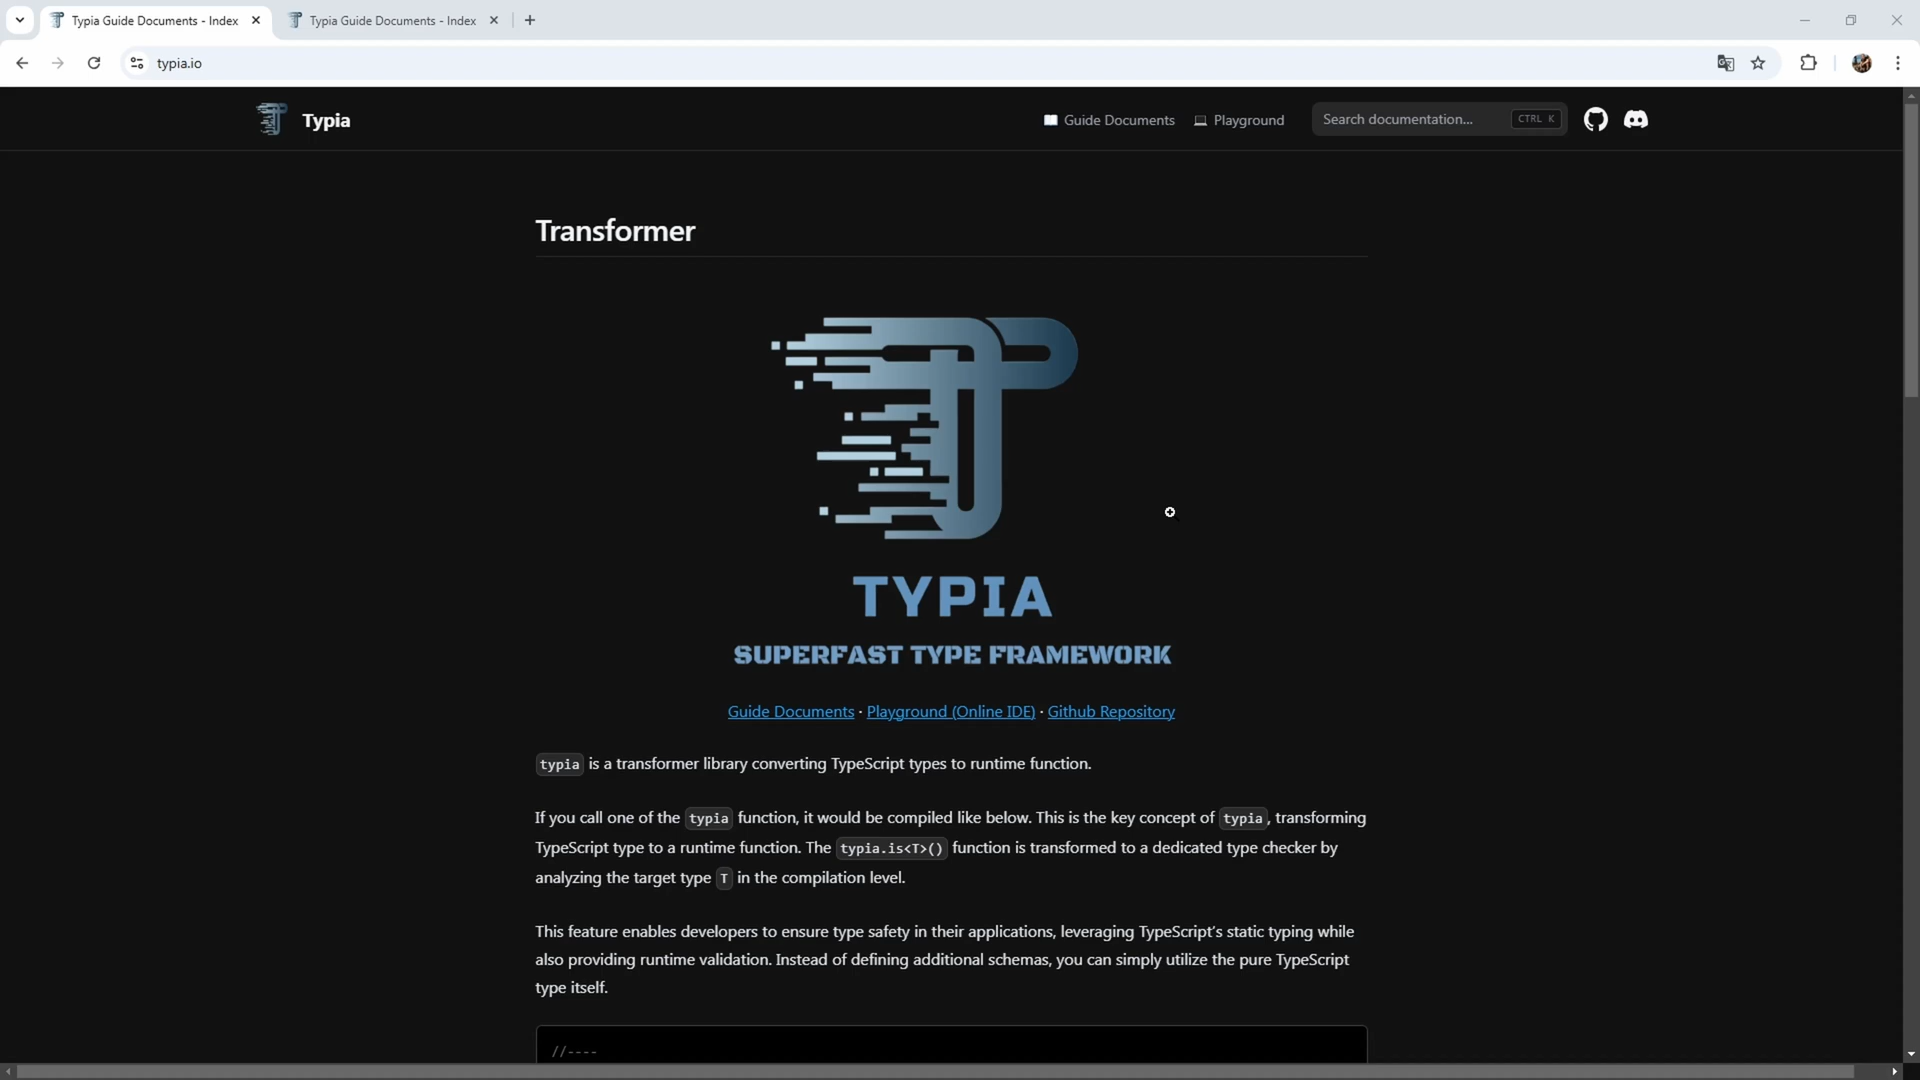 Typia Guide Documents - Index
Typia Guide Documents - Index
typia.io
Typia
Guide Documents
Playground
Search documentation...
CTRL K
Transformer
TYPIA
SUPERFAST TYPE FRAMEWORK
Guide Documents · Playground (Online IDE) · Github Repository
typia is a transformer library converting TypeScript types to runtime function.
If you call one of the typia function, it would be compiled like below. This is the key concept of typia, transforming
TypeScript type to a runtime function. The typia.is<T>() function is transformed to a dedicated type checker by
analyzing the target type T in the compilation level.
This feature enables developers to ensure type safety in their applications, leveraging TypeScript's static typing while
also providing runtime validation. Instead of defining additional schemas, you can simply utilize the pure TypeScript
type itself.
//----